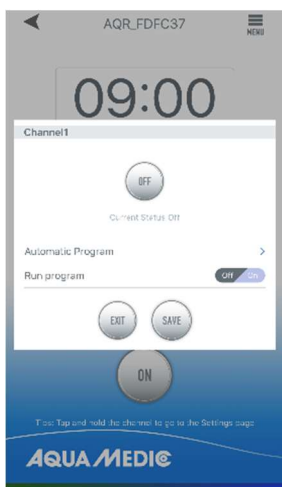 AQR_FDFC37
MENU
09:00
Channel1
OFF
Current Status: Off
Automatic Program >
Run program Off On
EXIT SAVE
ON
Tips: Tap and hold the channel to go to the Settings page
AQUA MEDIC